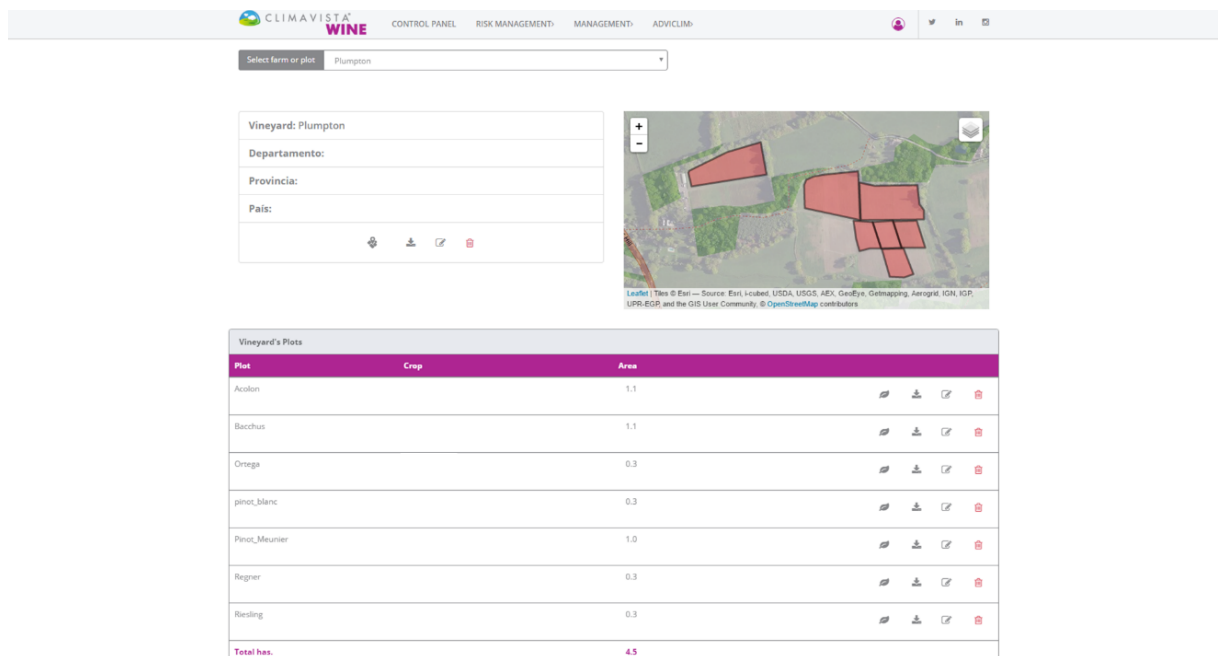 CLIMAVISTA
WINE
CONTROL PANEL RISK MANAGEMENT› MANAGEMENT› ADVICLIM›
Select farm or plot Plumpton
Vineyard: Plumpton
Departamento:
Provincia:
País:
+
−
Leaflet | Tiles © Esri — Source: Esri, i-cubed, USDA, USGS, AEX, GeoEye, Getmapping, Aerogrid, IGN, IGP,
UPR-EGP, and the GIS User Community, © OpenStreetMap contributors
Vineyard's Plots
Plot Crop Area
Acolon 1.1
Bacchus 1.1
Ortega 0.3
pinot_blanc 0.3
Pinot_Meunier 1.0
Regner 0.3
Riesling 0.3
Total has. 4.5